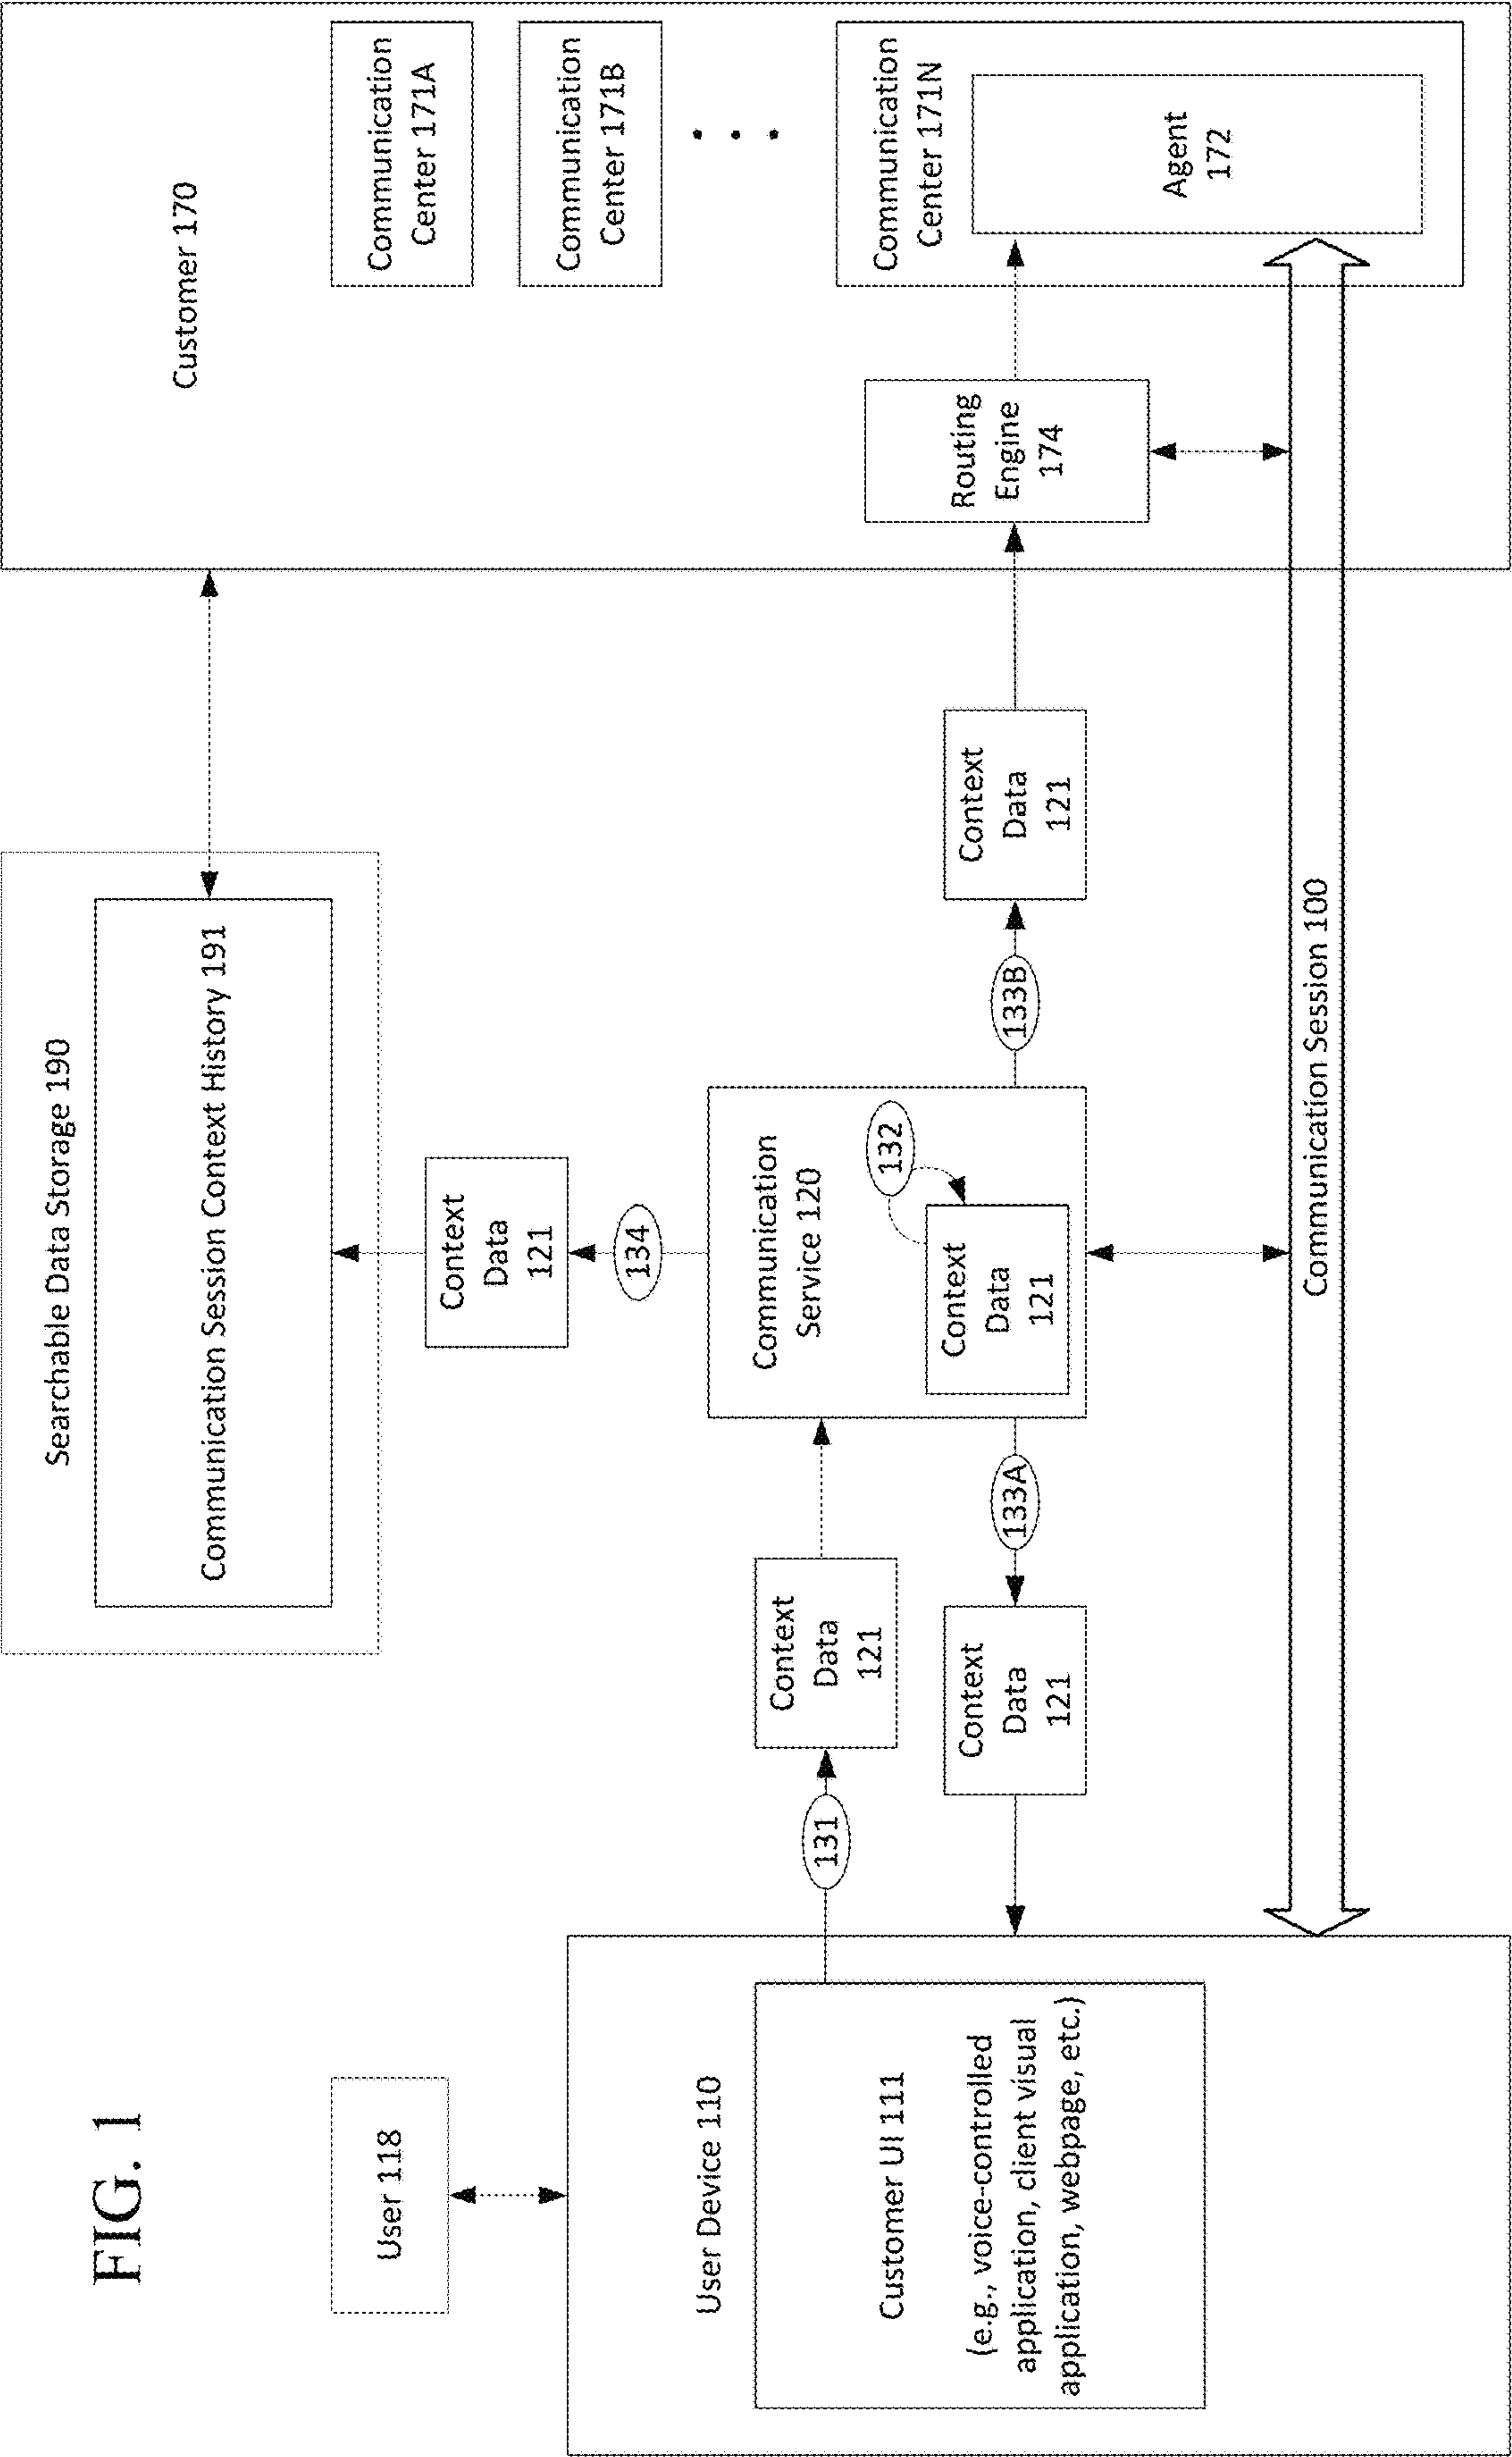 FIG. 1
User 118
User Device 110
Customer UI 111
(e.g., voice-controlled
application, client visual
application, webpage, etc.)
131
Context
Data
121
133A
Context
Data
121
Searchable Data Storage 190
Communication Session Context History 191
Context
Data
121
134
Communication
Service 120
132
Context
Data
121
133B
Context
Data
121
Communication Session 100
Customer 170
Communication
Center 171A
Communication
Center 171B
Communication
Center 171N
Agent
172
Routing
Engine
174